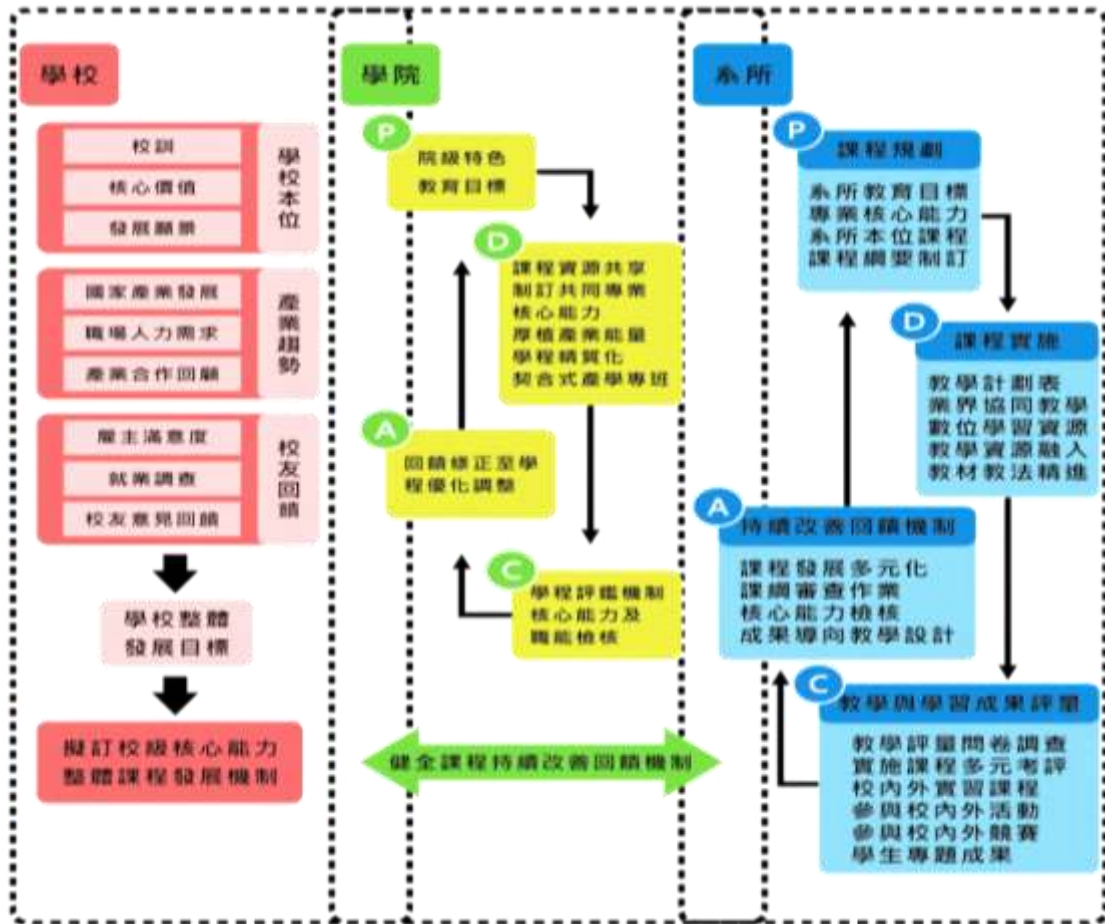 學校
校訓
核心價值
發展願景
學校本位
國家產業發展
職場人力需求
產業合作回顧
產業趨勢
雇主滿意度
就業調查
校友意見回饋
校友回饋
學校整體
發展目標
擬訂校級核心能力
整體課程發展機制
學院
P
院級特色
教育目標
D
課程資源共享
制訂共同專業
核心能力
厚植產業能量
學程精質化
契合式產學專班
A
回饋修正至學
程優化調整
C
學程評鑑機制
核心能力及
職能檢核
健全課程持續改善回饋機制
系所
P
課程規劃
系所教育目標
專業核心能力
系所本位課程
課程綱要制訂
D
課程實施
教學計劃表
業界協同教學
數位學習資源
教學資源融入
教材教法精進
A
持續改善回饋機制
課程發展多元化
課綱審查作業
核心能力檢核
成果導向教學設計
C
教學與學習成果評量
教學評量問卷調查
實施課程多元考評
校內外實習課程
參與校內外活動
參與校內外競賽
學生專題成果